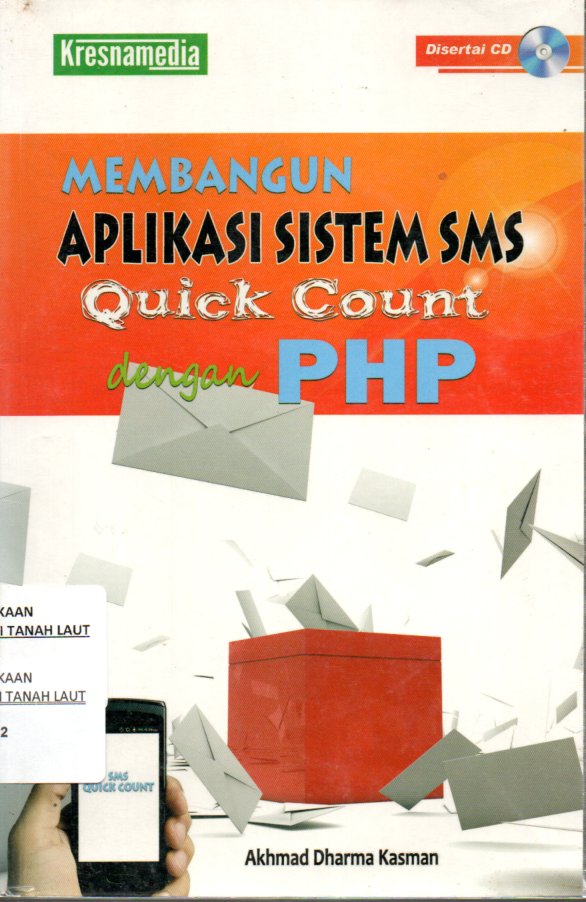 Kresnamedia
Disertai CD
MEMBANGUN
APLIKASI SISTEM SMS
Quick Count
dengan PHP
KAAN
I TANAH LAUT
KAAN
I TANAH LAUT
2
SMS
QUICK COUNT
Akhmad Dharma Kasman